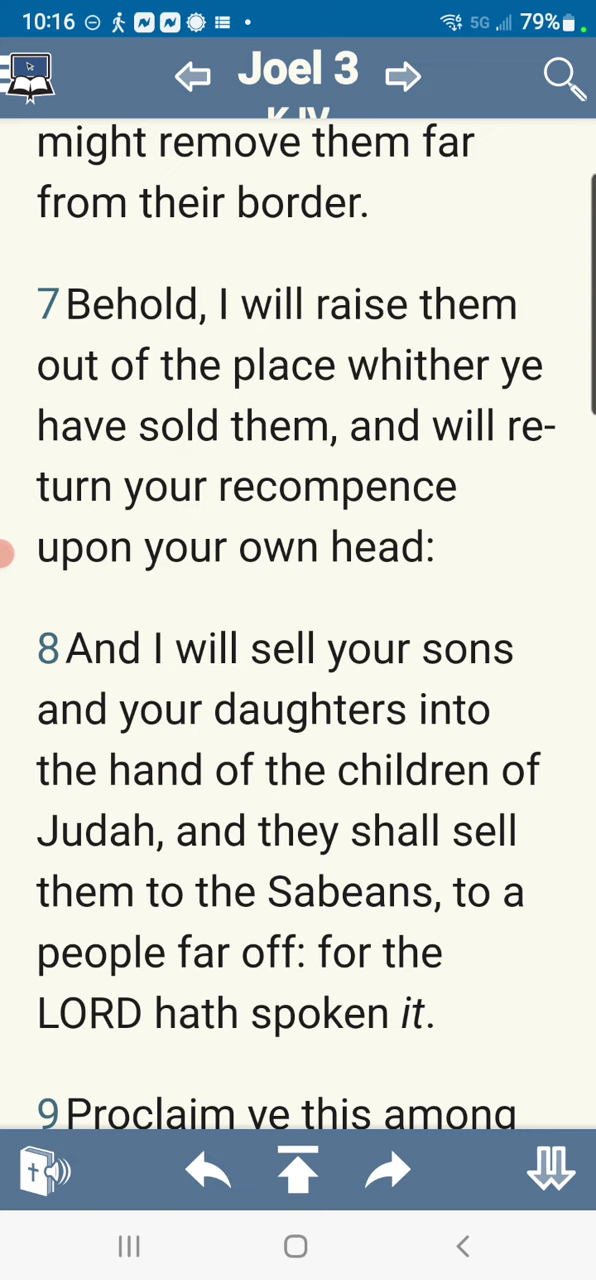 10:16 5G 79%
Joel 3
KJV
might remove them far
from their border.
7 Behold, I will raise them
out of the place whither ye
have sold them, and will re-
turn your recompence
upon your own head:
8 And I will sell your sons
and your daughters into
the hand of the children of
Judah, and they shall sell
them to the Sabeans, to a
people far off: for the
LORD hath spoken it.
9 Proclaim ye this among